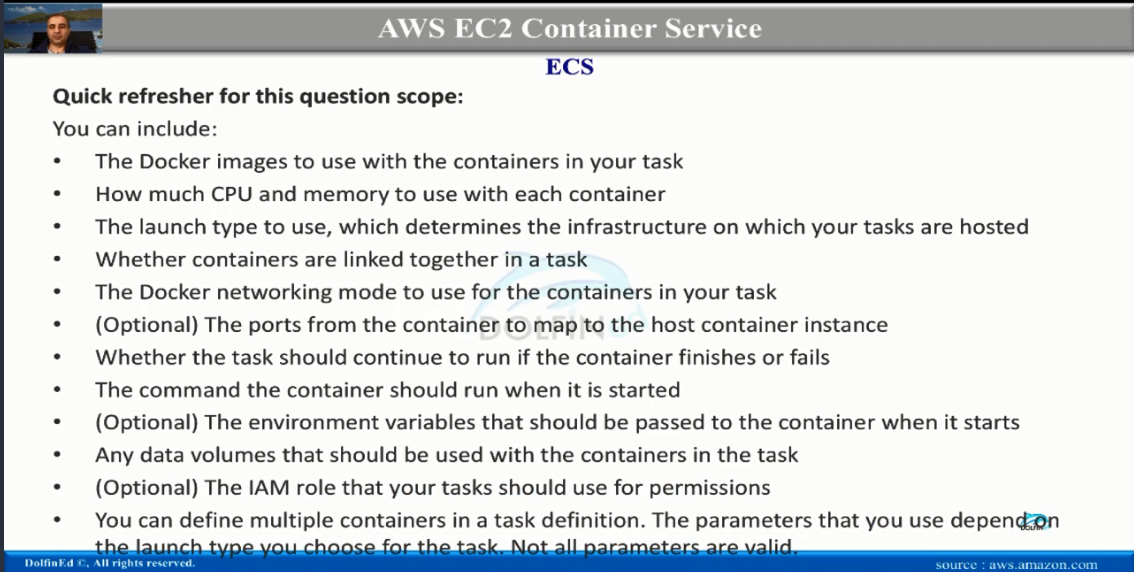 AWS EC2 Container Service
ECS
Quick refresher for this question scope:
You can include:
• The Docker images to use with the containers in your task
• How much CPU and memory to use with each container
• The launch type to use, which determines the infrastructure on which your tasks are hosted
• Whether containers are linked together in a task
• The Docker networking mode to use for the containers in your task
• (Optional) The ports from the container to map to the host container instance
DOLFINEd
• Whether the task should continue to run if the container finishes or fails
• The command the container should run when it is started
• (Optional) The environment variables that should be passed to the container when it starts
• Any data volumes that should be used with the containers in the task
• (Optional) The IAM role that your tasks should use for permissions
• You can define multiple containers in a task definition. The parameters that you use depend on
the launch type you choose for the task. Not all parameters are valid.
DolfinEd ©, All rights reserved.
source : aws.amazon.com